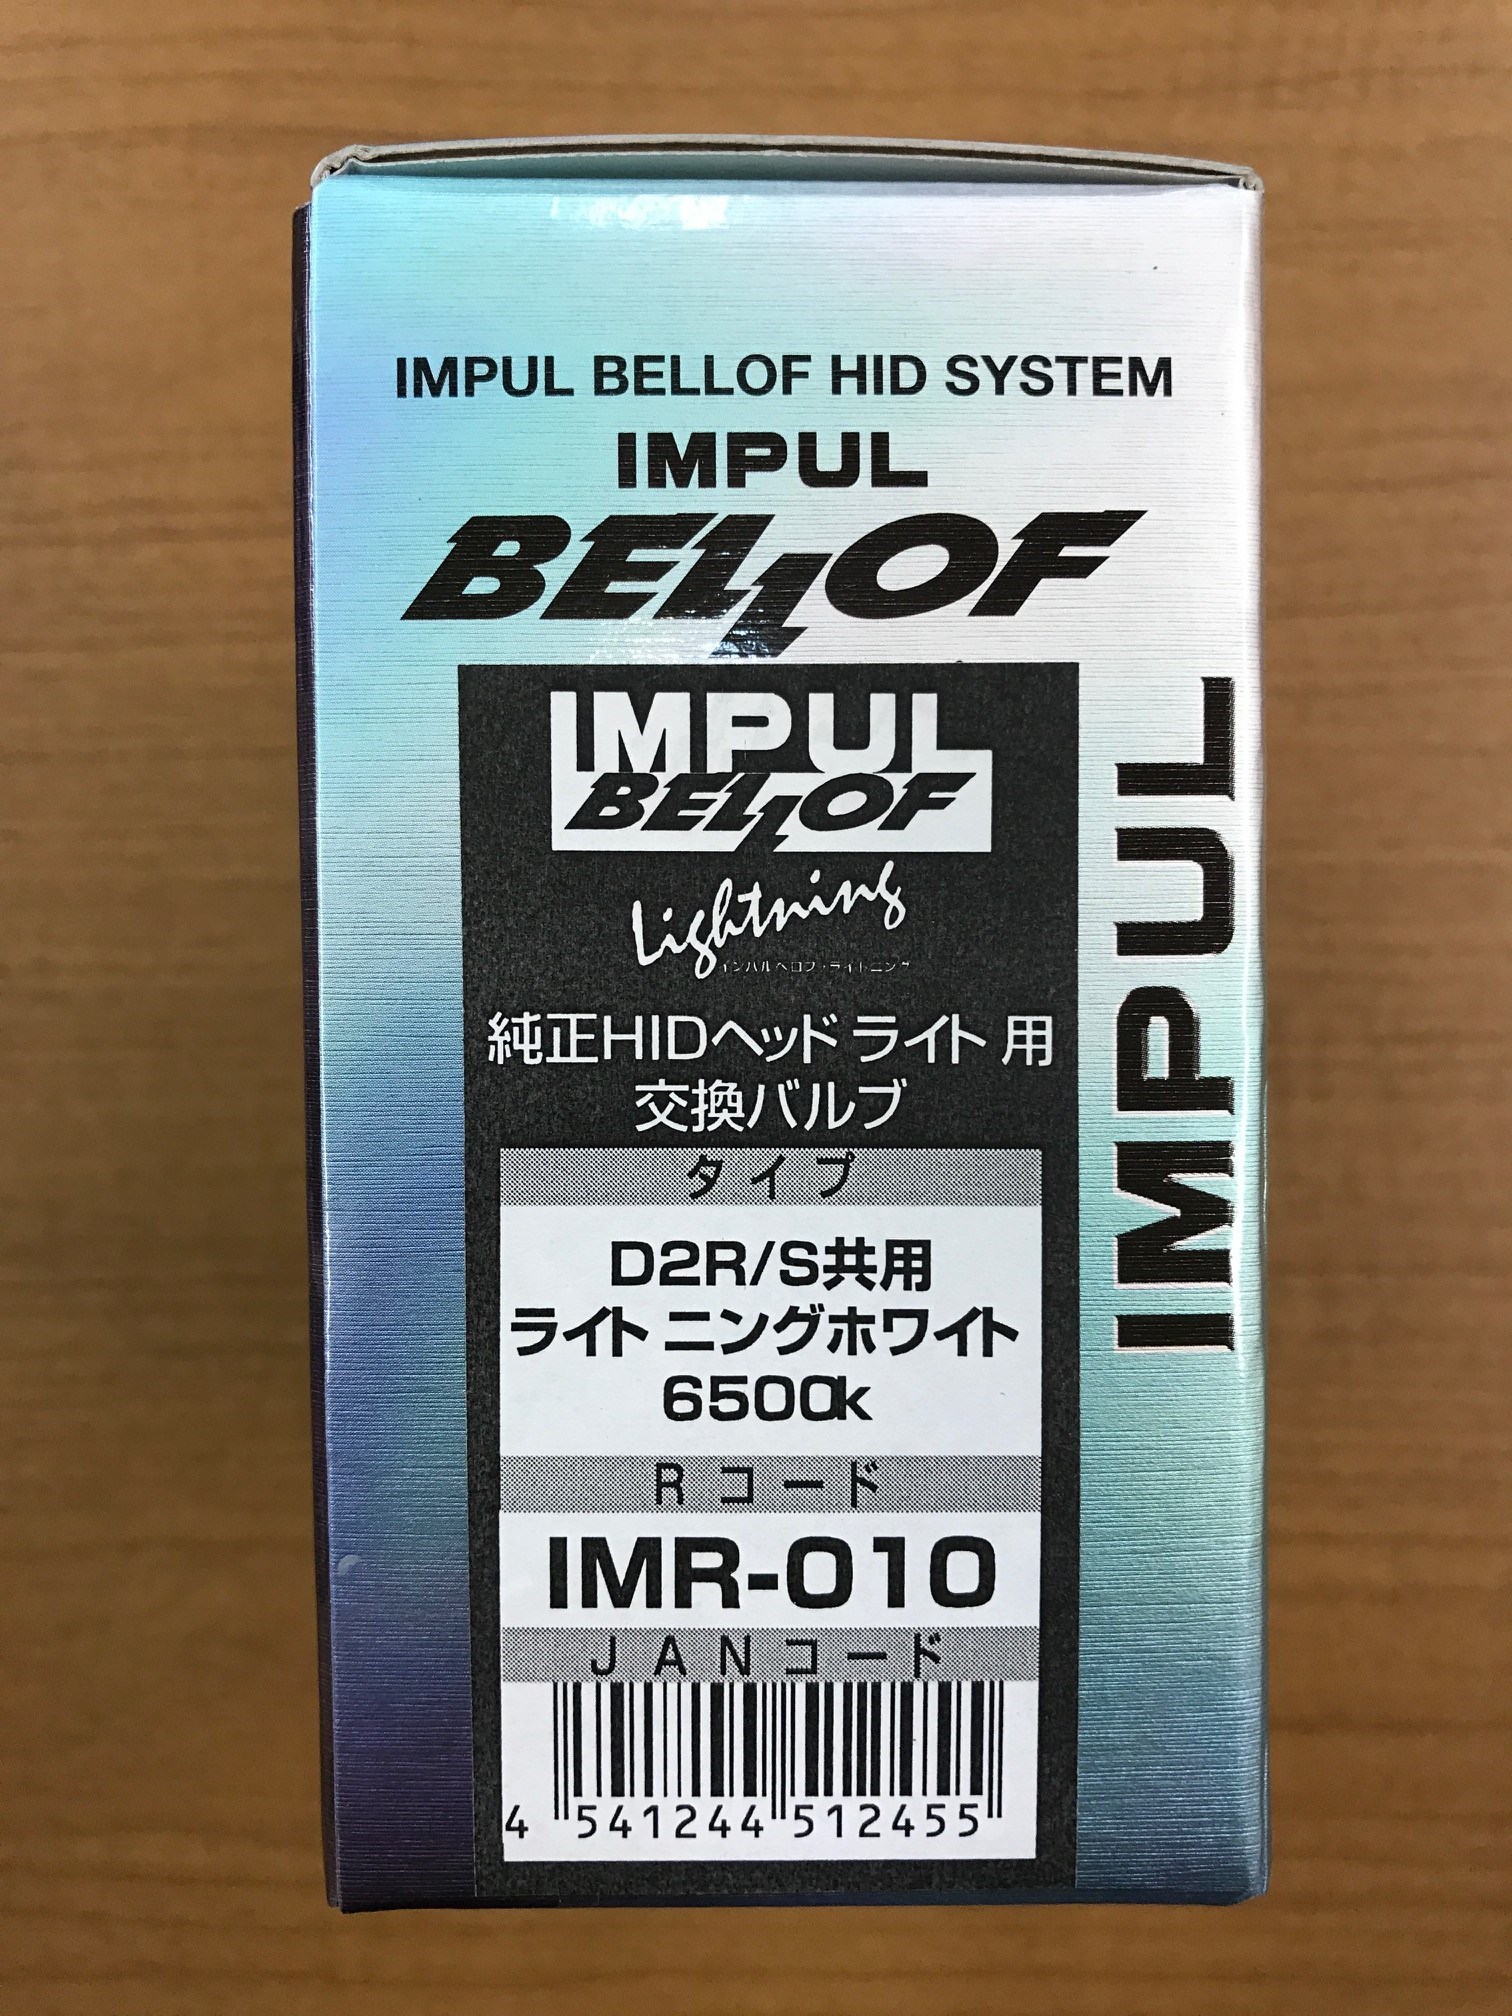 IMPUL BELLOF HID SYSTEM
IMPUL
BELLOF
IMPUL
BELLOF
Lightning
インパルベロフ・ライトニング
純正HIDヘッドライト用
交換バルブ
タイプ
D2R/S共用
ライトニングホワイト
6500k
Rコード
IMR-010
JANコード
4 541244 512455
IMPUL